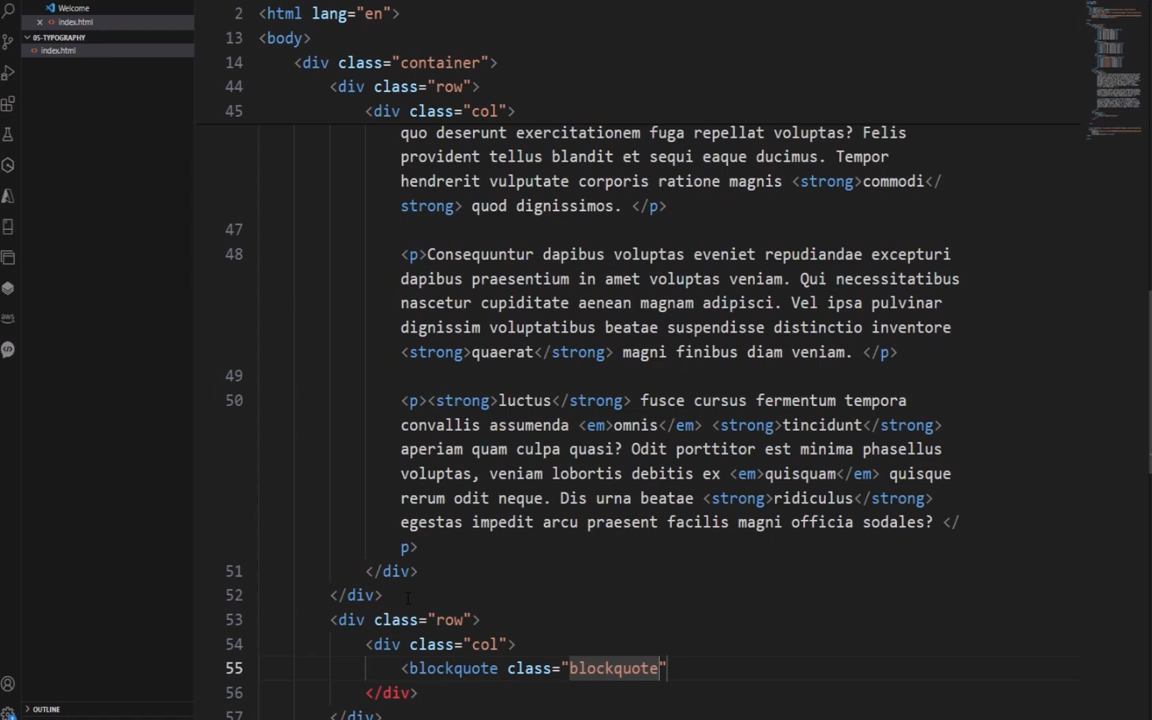 Welcome
index.html
05-TYPOGRAPHY
index.html
aws
OUTLINE
2 <html lang="en">
13 <body>
14 <div class="container">
44 <div class="row">
45 <div class="col">
quo deserunt exercitationem fuga repellat voluptas? Felis
provident tellus blandit et sequi eaque ducimus. Tempor
hendrerit vulputate corporis ratione magnis <strong>commodi</
strong> quod dignissimos. </p>
47
48 <p>Consequuntur dapibus voluptas eveniet repudiandae excepturi
dapibus praesentium in amet voluptas veniam. Qui necessitatibus
nascetur cupiditate aenean magnam adipisci. Vel ipsa pulvinar
dignissim voluptatibus beatae suspendisse distinctio inventore
<strong>quaerat</strong> magni finibus diam veniam. </p>
49
50 <p><strong>luctus</strong> fusce cursus fermentum tempora
convallis assumenda <em>omnis</em> <strong>tincidunt</strong>
aperiam quam culpa quasi? Odit porttitor est minima phasellus
voluptas, veniam lobortis debitis ex <em>quisquam</em> quisque
rerum odit neque. Dis urna beatae <strong>ridiculus</strong>
egestas impedit arcu praesent facilis magni officia sodales? </
p>
51 </div>
52 </div>
53 <div class="row">
54 <div class="col">
55 <blockquote class="blockquote"
56 </div>
57 </div>